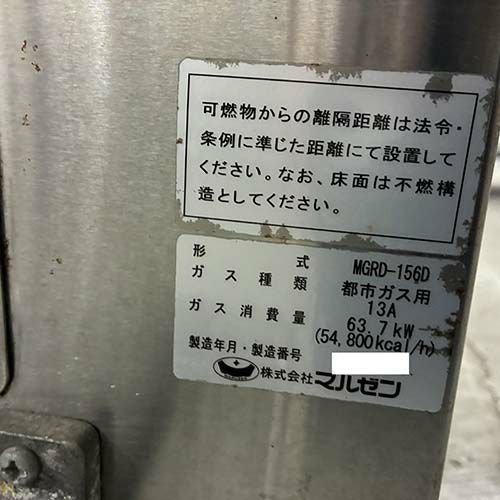 可燃物からの離隔距離は法令・
条例に準じた距離にて設置して
ください。なお、床面は不燃構
造としてください。
形式 MGRD-156D
ガス種類 都市ガス用
13A
ガス消費量 63.7kW
(54,800kcal/h)
製造年月・製造番号
株式会社マルゼン